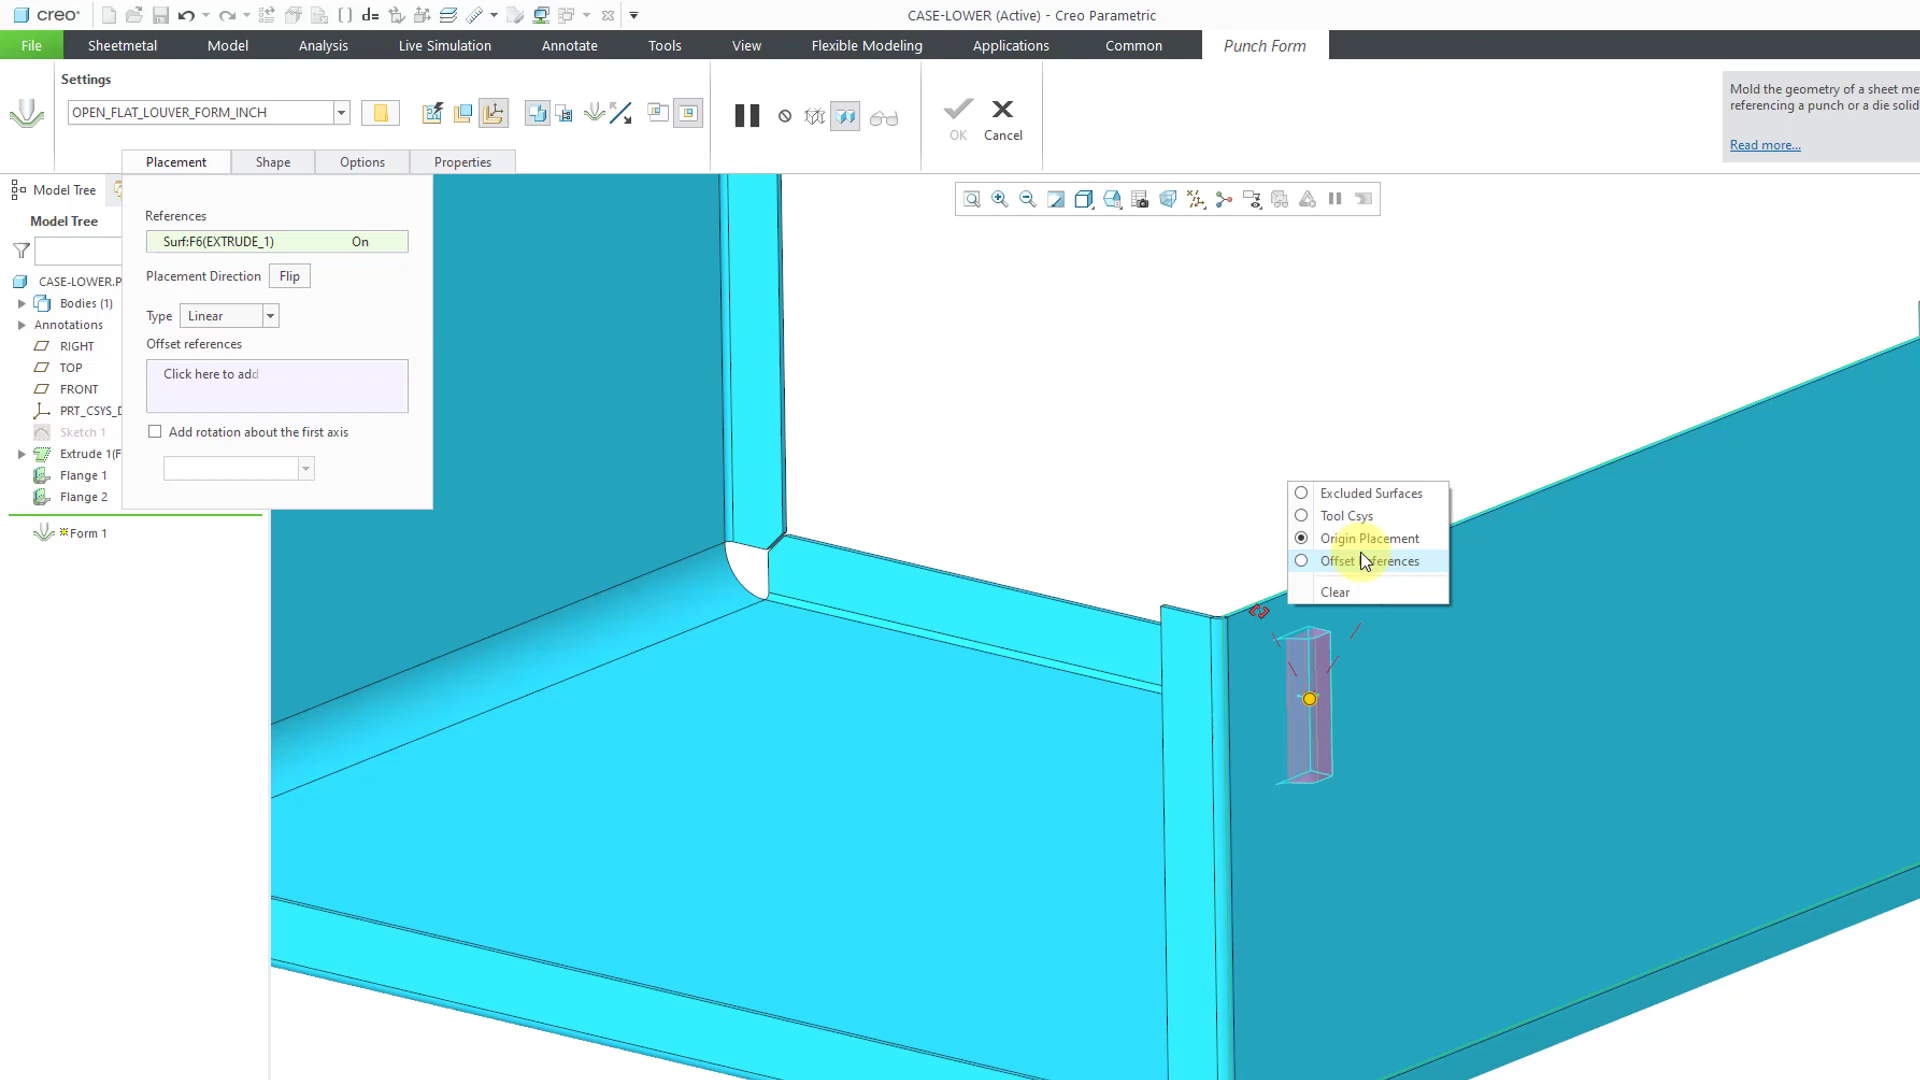 creo
d=
CASE-LOWER (Active) - Creo Parametric
File
Sheetmetal
Model
Analysis
Live Simulation
Annotate
Tools
View
Flexible Modeling
Applications
Common
Punch Form
Settings
OPEN_FLAT_LOUVER_FORM_INCH
OK
Cancel
Mold the geometry of a sheet me
referencing a punch or a die solid
Read more...
Placement
Shape
Options
Properties
Model Tree
Model Tree
References
Surf:F6(EXTRUDE_1) On
Placement Direction Flip
Type Linear
Offset references
Click here to add
Add rotation about the first axis
CASE-LOWER.P
Bodies (1)
Annotations
RIGHT
TOP
FRONT
PRT_CSYS_D
Sketch 1
Extrude 1(F
Flange 1
Flange 2
Form 1
Excluded Surfaces
Tool Csys
Origin Placement
Offset
Clear